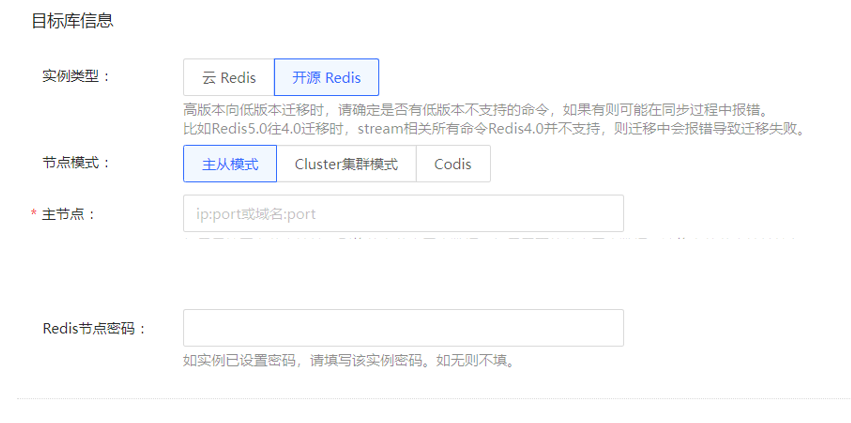 目标库信息
实例类型： 云 Redis 开源 Redis
高版本向低版本迁移时，请确定是否有低版本不支持的命令，如果有则可能在同步过程中报错。
比如Redis5.0往4.0迁移时，stream相关所有命令Redis4.0并不支持，则迁移中会报错导致迁移失败。
节点模式： 主从模式 Cluster集群模式 Codis
* 主节点： ip:port或域名:port
Redis节点密码：
如实例已设置密码，请填写该实例密码。如无则不填。